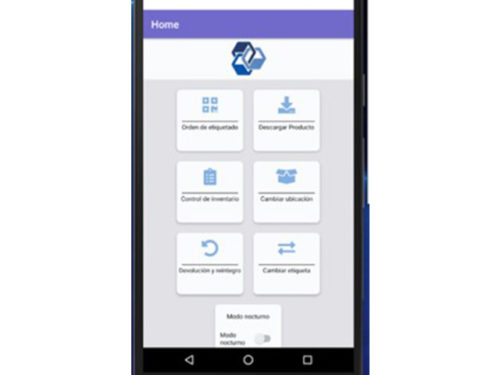 Home
Orden de etiquetado
Descargar Producto
Control de inventario
Cambiar ubicación
Devolución y reintegro
Cambiar etiqueta
Modo nocturno
Modo
nocturno